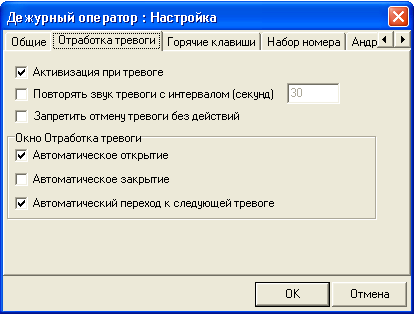 Дежурный оператор : Настройка
Общие Отработка тревоги Горячие клавиши Набор номера Андр
Активизация при тревоге
Повторять звук тревоги с интервалом (секунд) 30
Запретить отмену тревоги без действий
Окно Отработка тревоги
Автоматическое открытие
Автоматическое закрытие
Автоматический переход к следующей тревоге
OK Отмена